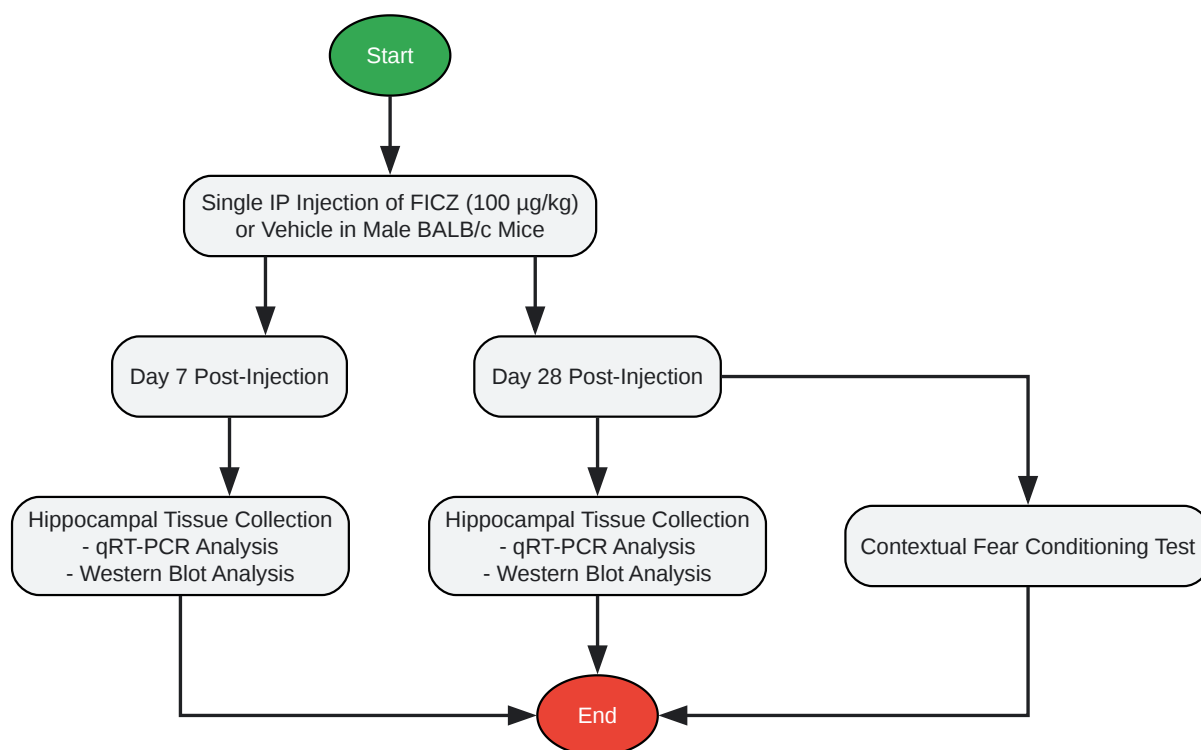 Start
Single IP Injection of FICZ (100 µg/kg)
or Vehicle in Male BALB/c Mice
Day 7 Post-Injection
Day 28 Post-Injection
Hippocampal Tissue Collection
- qRT-PCR Analysis
- Western Blot Analysis
Hippocampal Tissue Collection
- qRT-PCR Analysis
- Western Blot Analysis
Contextual Fear Conditioning Test
End